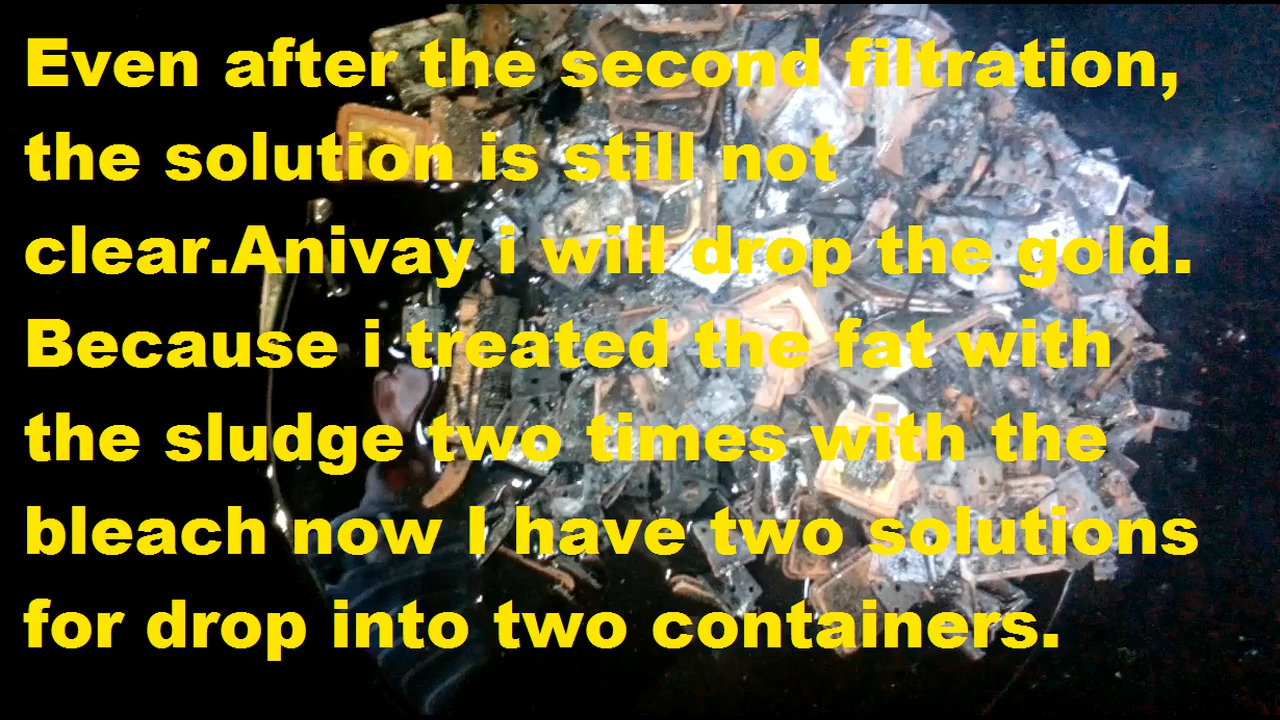 Even after the second filtration,
the solution is still not
clear.Anivay i will drop the gold.
Because i treated the fat with
the sludge two times with the
bleach now I have two solutions
for drop into two containers.